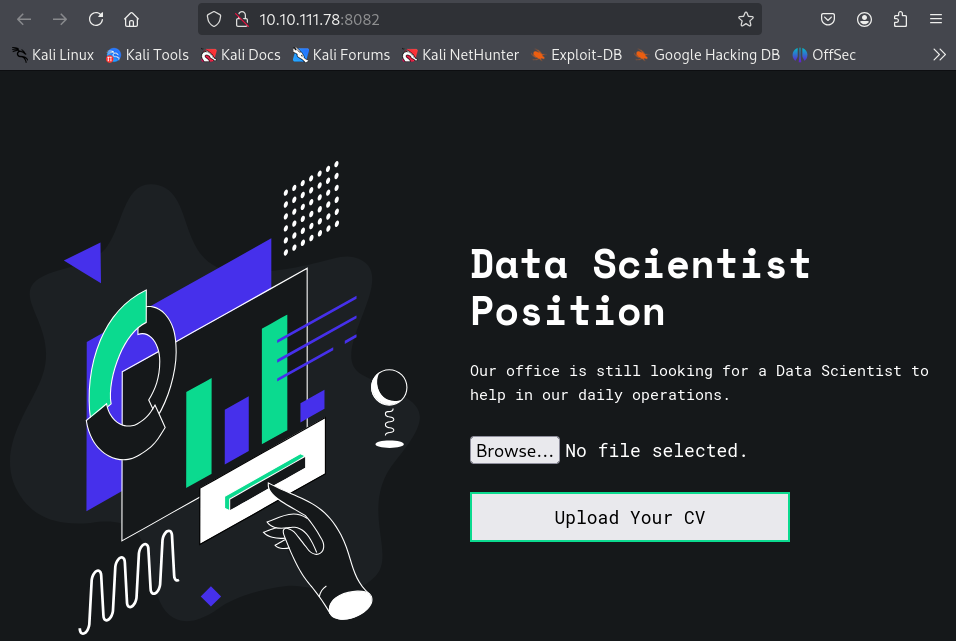 10.10.111.78:8082
Kali Linux Kali Tools Kali Docs Kali Forums Kali NetHunter Exploit-DB Google Hacking DB OffSec
Data Scientist
Position
Our office is still looking for a Data Scientist to
help in our daily operations.
Browse... No file selected.
Upload Your CV